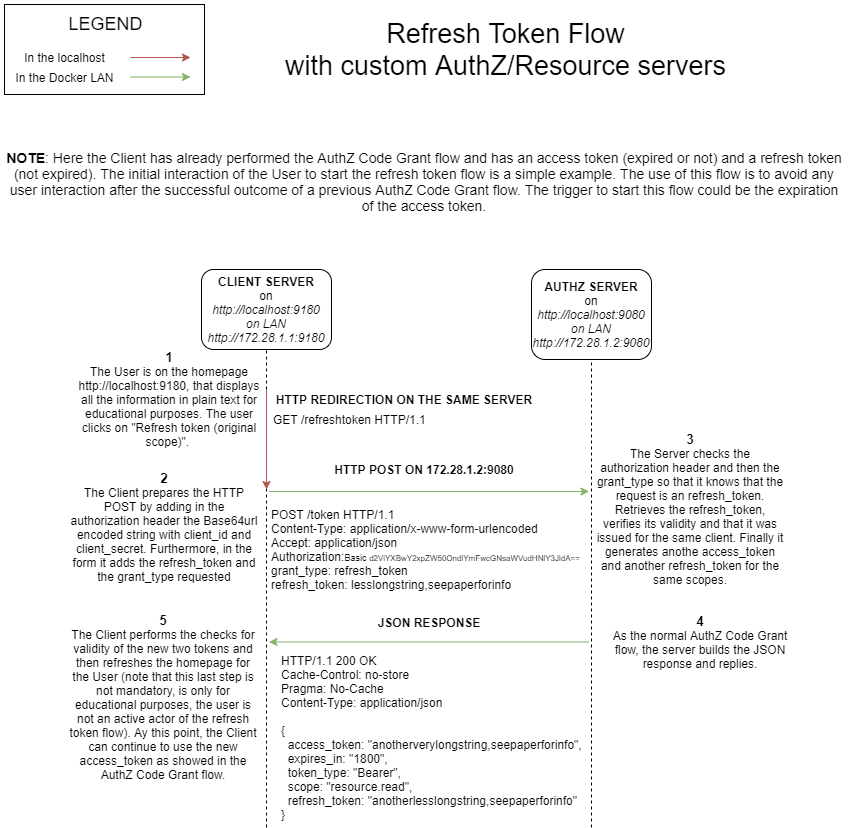 LEGEND
In the localhost
In the Docker LAN
Refresh Token Flow
with custom AuthZ/Resource servers
NOTE: Here the Client has already performed the AuthZ Code Grant flow and has an access token (expired or not) and a refresh token
(not expired). The initial interaction of the User to start the refresh token flow is a simple example. The use of this flow is to avoid any
user interaction after the successful outcome of a previous AuthZ Code Grant flow. The trigger to start this flow could be the expiration
of the access token.
CLIENT SERVER
on
http://localhost:9180
on LAN
http://172.28.1.1:9180
AUTHZ SERVER
on
http://localhost:9080
on LAN
http://172.28.1.2:9080
1
The User is on the homepage
http://localhost:9180, that displays
all the information in plain text for
educational purposes. The user
clicks on "Refresh token (original
scope)".
HTTP REDIRECTION ON THE SAME SERVER
GET /refreshtoken HTTP/1.1
2
The Client prepares the HTTP
POST by adding in the
authorization header the Base64url
encoded string with client_id and
client_secret. Furthermore, in the
form it adds the refresh_token and
the grant_type requested
HTTP POST ON 172.28.1.2:9080
POST /token HTTP/1.1
Content-Type: application/x-www-form-urlencoded
Accept: application/json
Authorization:Basic
grant_type: refresh_token
refresh_token: lesslongstring,seepaperforinfo
3
The Server checks the
authorization header and then the
grant_type so that it knows that the
request is an refresh_token.
Retrieves the refresh_token,
verifies its validity and that it was
issued for the same client. Finally it
generates anothe access_token
and another refresh_token for the
same scopes.
4
As the normal AuthZ Code Grant
flow, the server builds the JSON
response and replies.
JSON RESPONSE
HTTP/1.1 200 OK
Cache-Control: no-store
Pragma: No-Cache
Content-Type: application/json
{
access_token: "anotherverylongstring,seepaperforinfo",
expires_in: "1800",
token_type: "Bearer",
scope: "resource.read",
refresh_token: "anotherlesslongstring,seepaperforinfo"
}
5
The Client performs the checks for
validity of the new two tokens and
then refreshes the homepage for
the User (note that this last step is
not mandatory, is only for
educational purposes, the user is
not an active actor of the refresh
token flow). Ay this point, the Client
can continue to use the new
access_token as showed in the
AuthZ Code Grant flow.